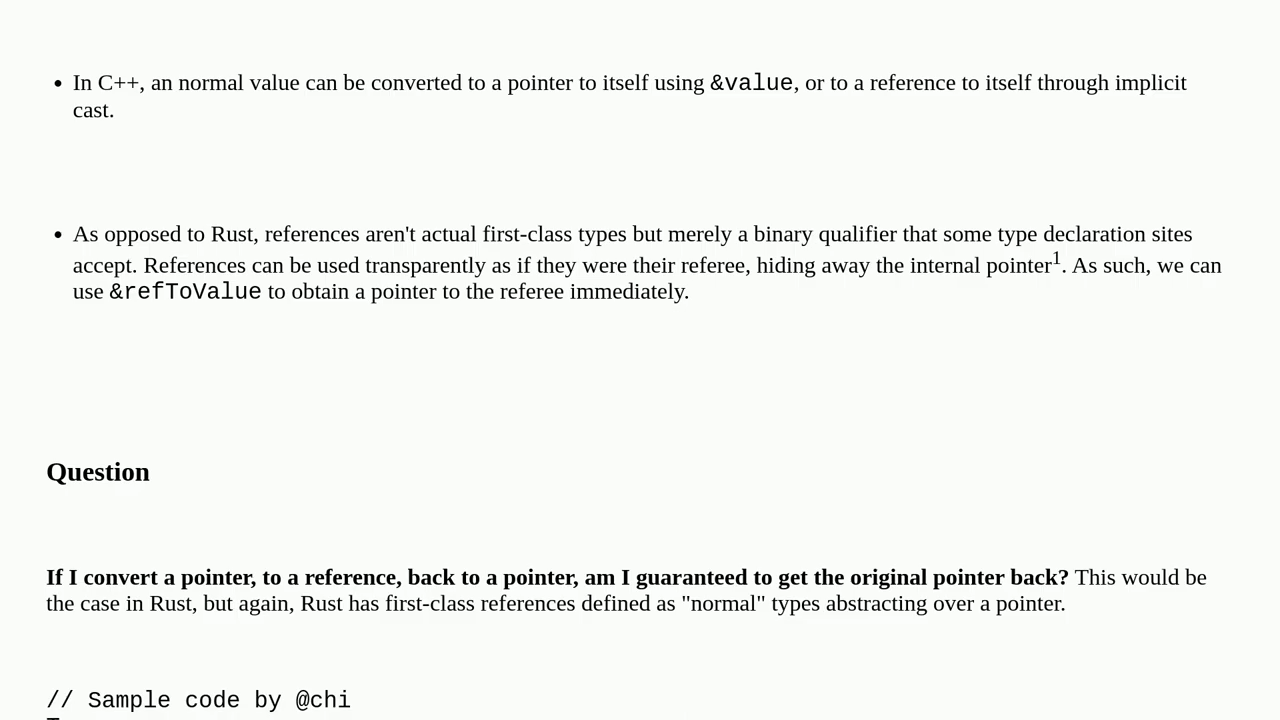 In C++, an normal value can be converted to a pointer to itself using &value, or to a reference to itself through implicit
cast.
As opposed to Rust, references aren't actual first-class types but merely a binary qualifier that some type declaration sites
accept. References can be used transparently as if they were their referee, hiding away the internal pointer1. As such, we can
use &refToValue to obtain a pointer to the referee immediately.
Question
If I convert a pointer, to a reference, back to a pointer, am I guaranteed to get the original pointer back? This would be
the case in Rust, but again, Rust has first-class references defined as "normal" types abstracting over a pointer.
// Sample code by @chi